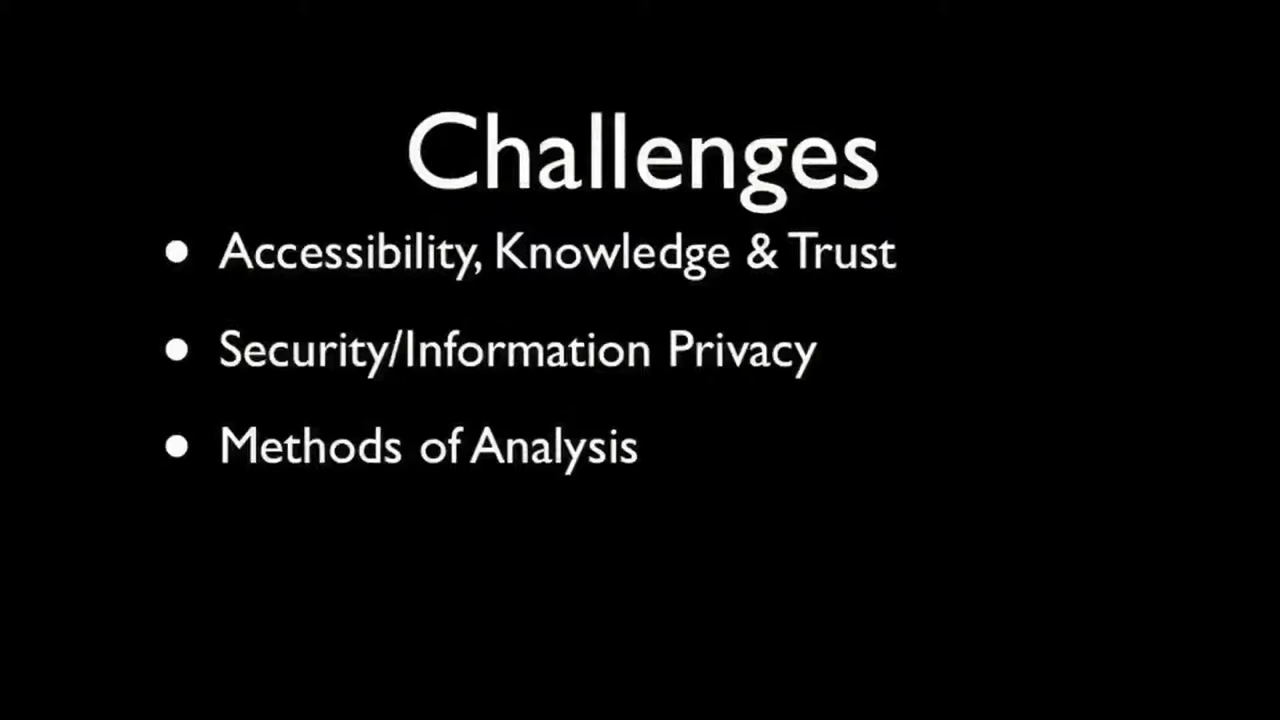 Challenges
• Accessibility, Knowledge & Trust
• Security/Information Privacy
• Methods of Analysis